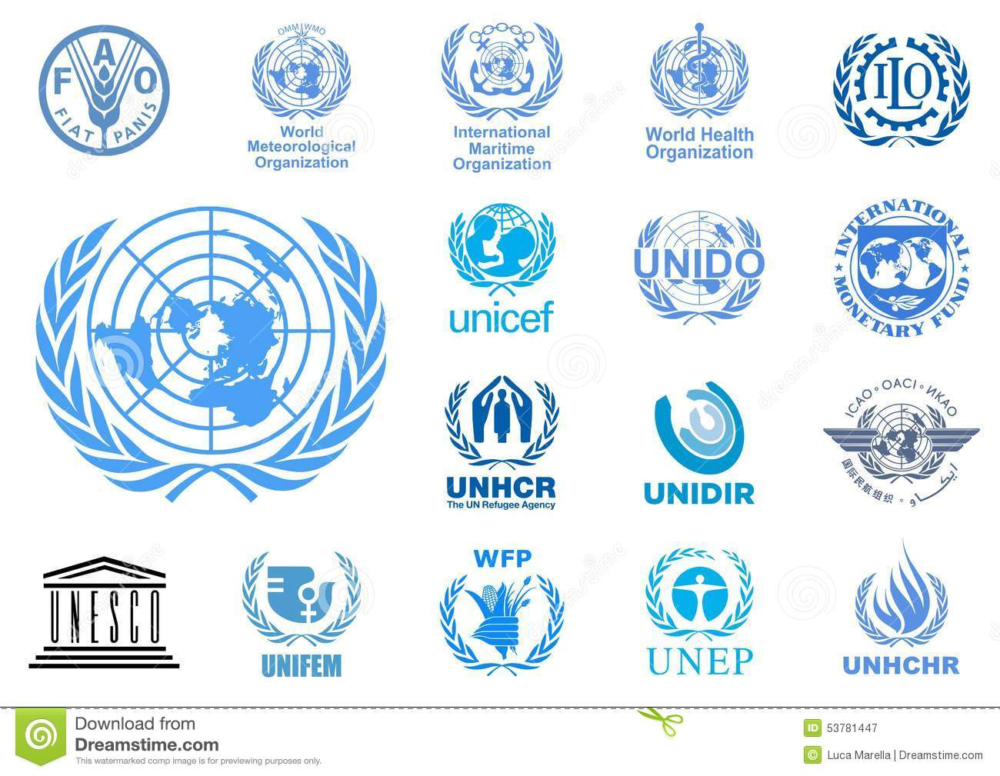 FAO
FIAT PANIS
OMM WMO
World
Meteorological
Organization
International
Maritime
Organization
World Health
Organization
ILO
unicef
UNIDO
INTERNATIONAL
MONETARY FUND
UNHCR
The UN Refugee Agency
UNIDIR
ICAO OACI ИКАО
国际民航组织
إيكاو
UNESCO
UNIFEM
WFP
UNEP
UNHCHR
dreamstime
Download from
Dreamstime.com
This watermarked comp image is for previewing purposes only.
ID 53781447
© Luca Marella | Dreamstime.com